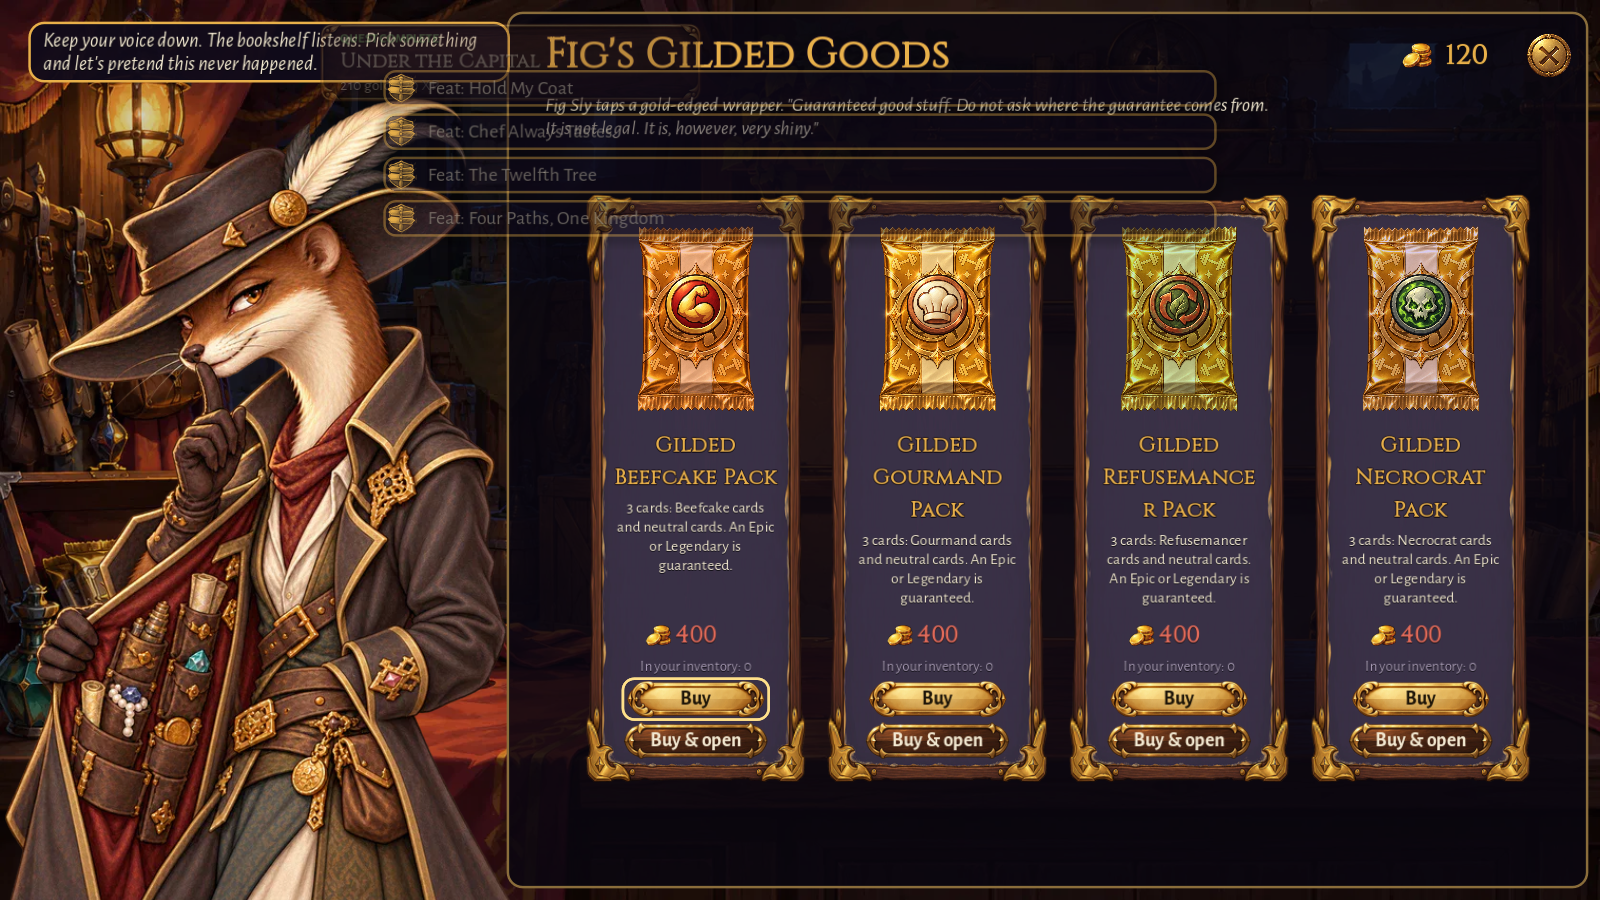 Keep your voice down. The bookshelf listens. Pick something
and let's pretend this never happened.
Under the Capital
Fig's Gilded Goods
120
210 gold
Feat: Hold My Coat
Fig Sly taps a gold-edged wrapper. "Guaranteed good stuff. Do not ask where the guarantee comes from.
It is not legal. It is, however, very shiny."
Feat: Chef Always Tastes
Feat: The Twelfth Tree
Feat: Four Paths, One Kingdom
Gilded
Beefcake Pack
3 cards: Beefcake cards
and neutral cards. An Epic
or Legendary is
guaranteed.
400
In your inventory: 0
Buy
Buy & open
Gilded
Gourmand
Pack
3 cards: Gourmand cards
and neutral cards. An Epic
or Legendary is
guaranteed.
400
In your inventory: 0
Buy
Buy & open
Gilded
Refusemance
r Pack
3 cards: Refusemancer
cards and neutral cards.
An Epic or Legendary is
guaranteed.
400
In your inventory: 0
Buy
Buy & open
Gilded
Necrocrat
Pack
3 cards: Necrocrat cards
and neutral cards. An Epic
or Legendary is
guaranteed.
400
In your inventory: 0
Buy
Buy & open